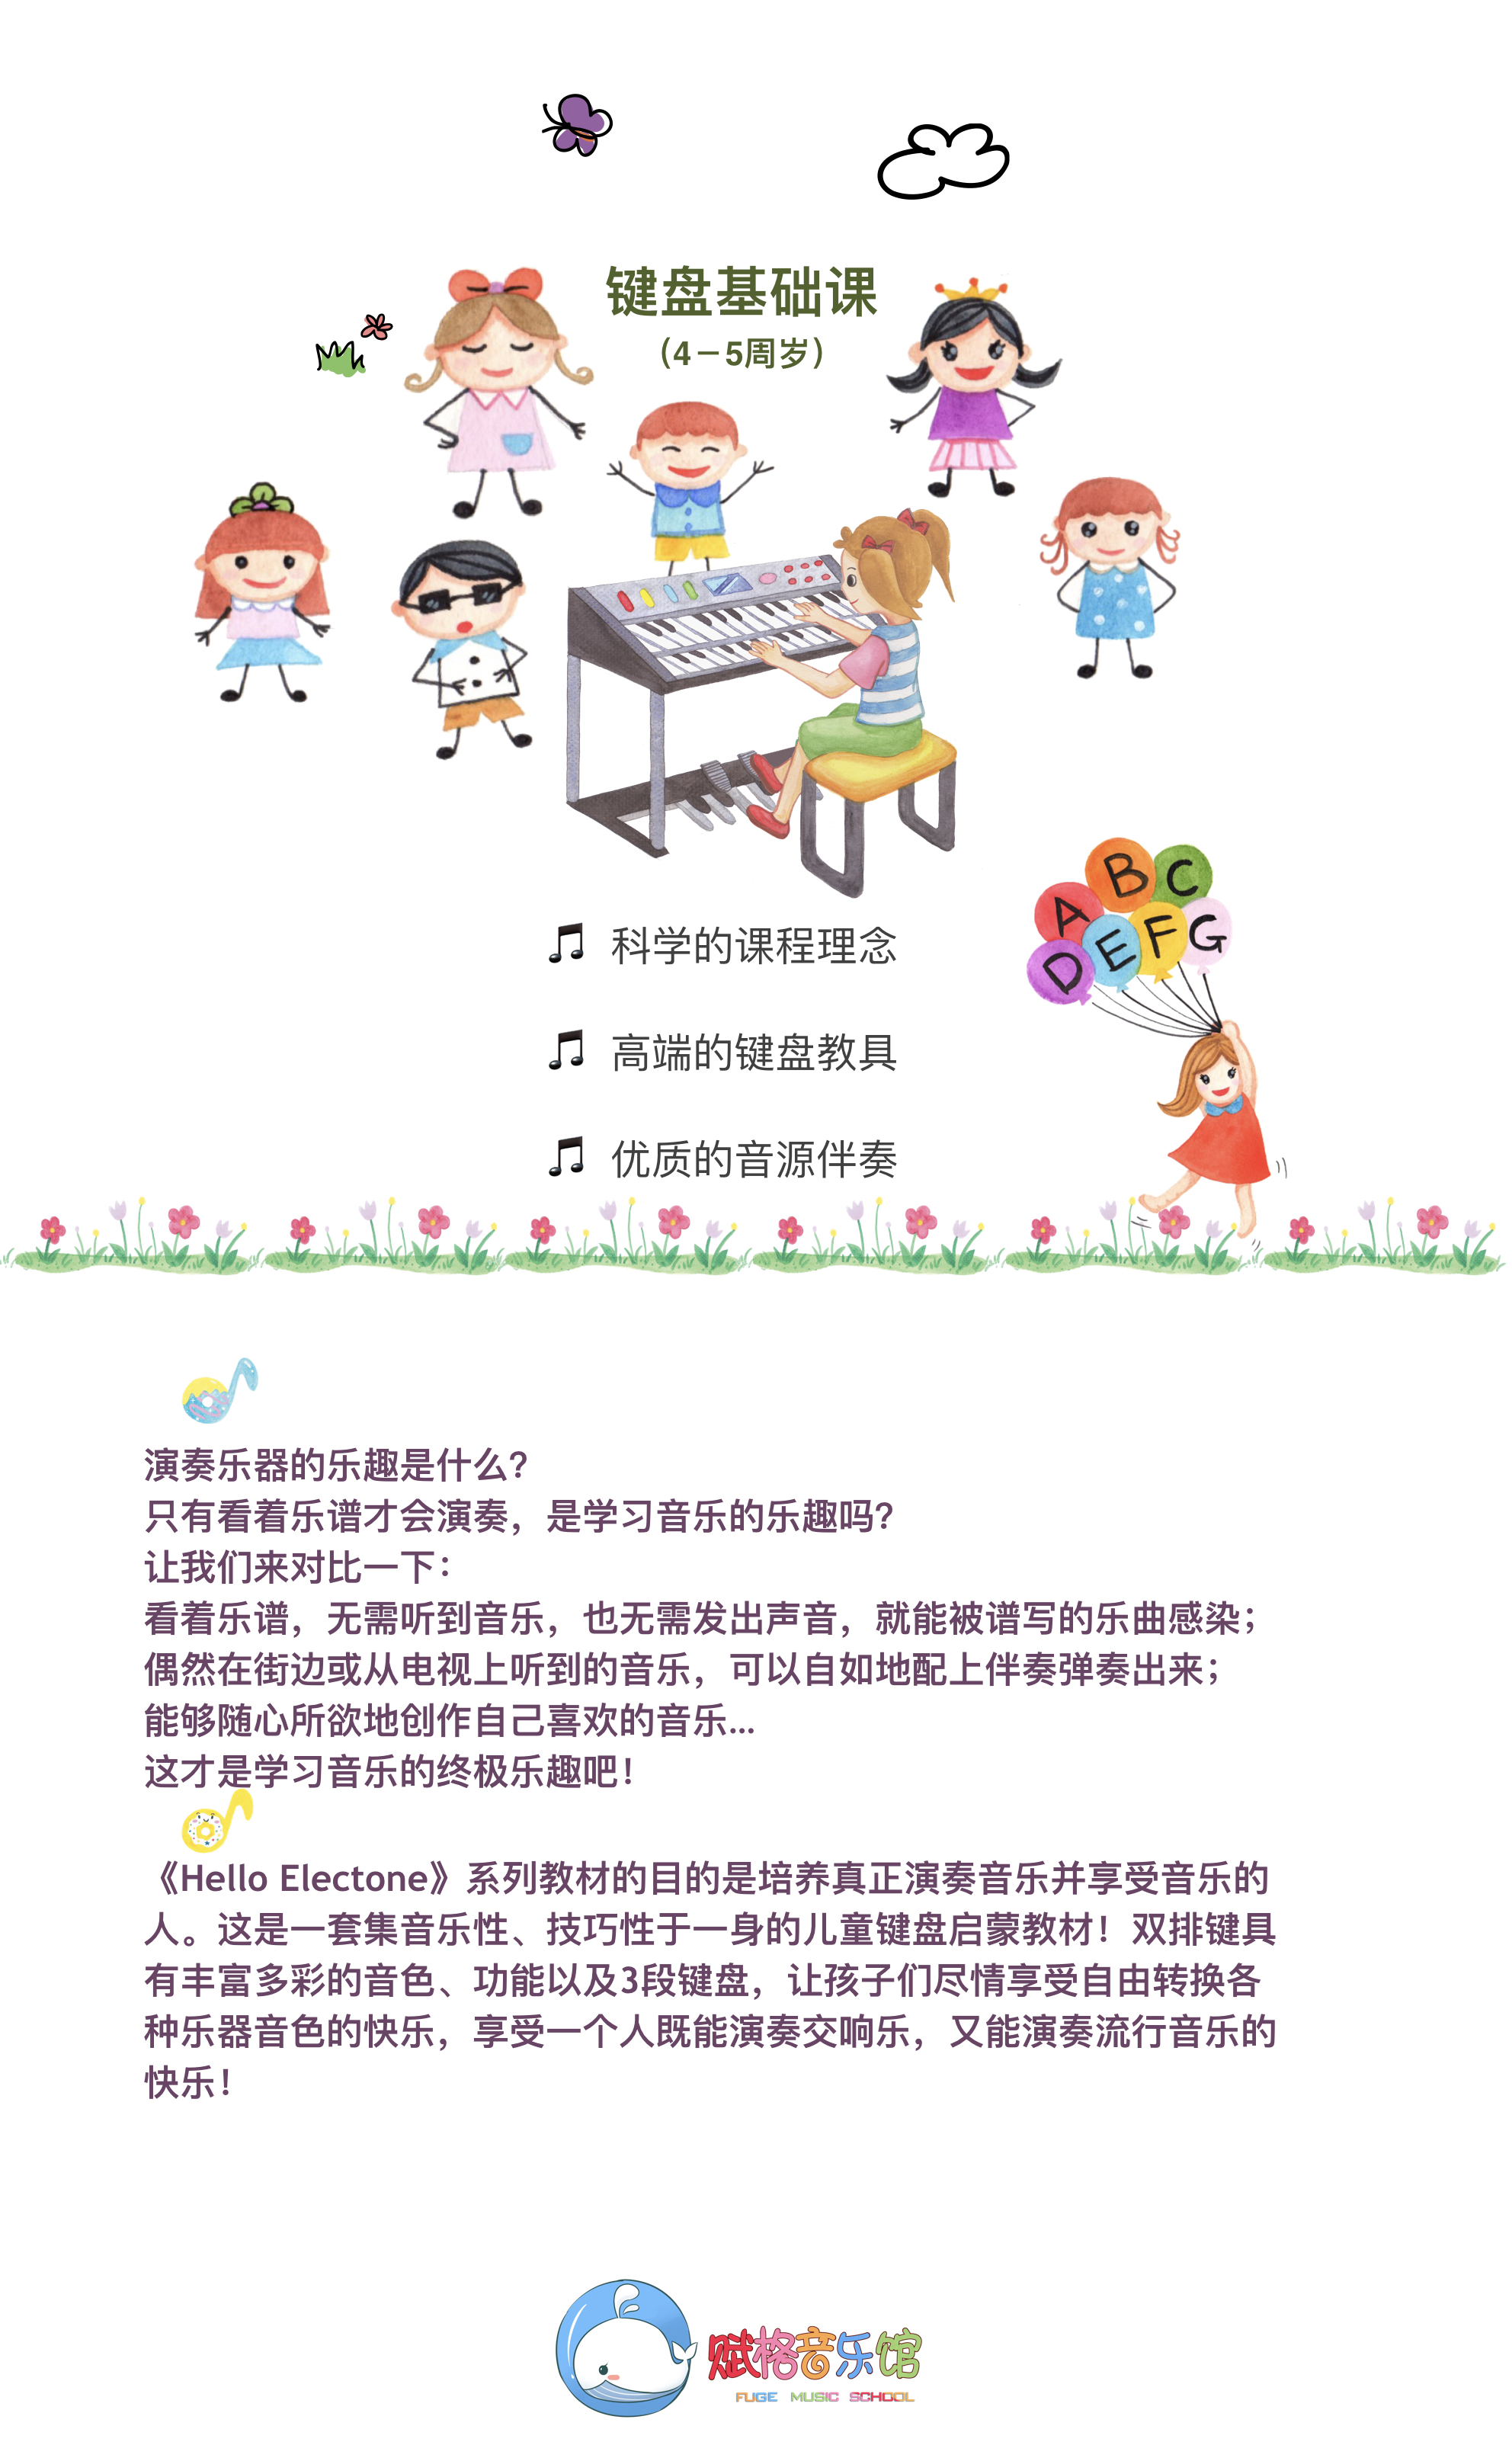 键盘基础课
（4－5周岁）
A B C
D E F G
科学的课程理念
高端的键盘教具
优质的音源伴奏
演奏乐器的乐趣是什么？
只有看着乐谱才会演奏，是学习音乐的乐趣吗？
让我们来对比一下：
看着乐谱，无需听到音乐，也无需发出声音，就能被谱写的乐曲感染；
偶然在街边或从电视上听到的音乐，可以自如地配上伴奏弹奏出来；
能够随心所欲地创作自己喜欢的音乐...
这才是学习音乐的终极乐趣吧！
《Hello Electone》系列教材的目的是培养真正演奏音乐并享受音乐的
人。这是一套集音乐性、技巧性于一身的儿童键盘启蒙教材！双排键具
有丰富多彩的音色、功能以及3段键盘，让孩子们尽情享受自由转换各
种乐器音色的快乐，享受一个人既能演奏交响乐，又能演奏流行音乐的
快乐！
赋格音乐馆
FUGE MUSIC SCHOOL